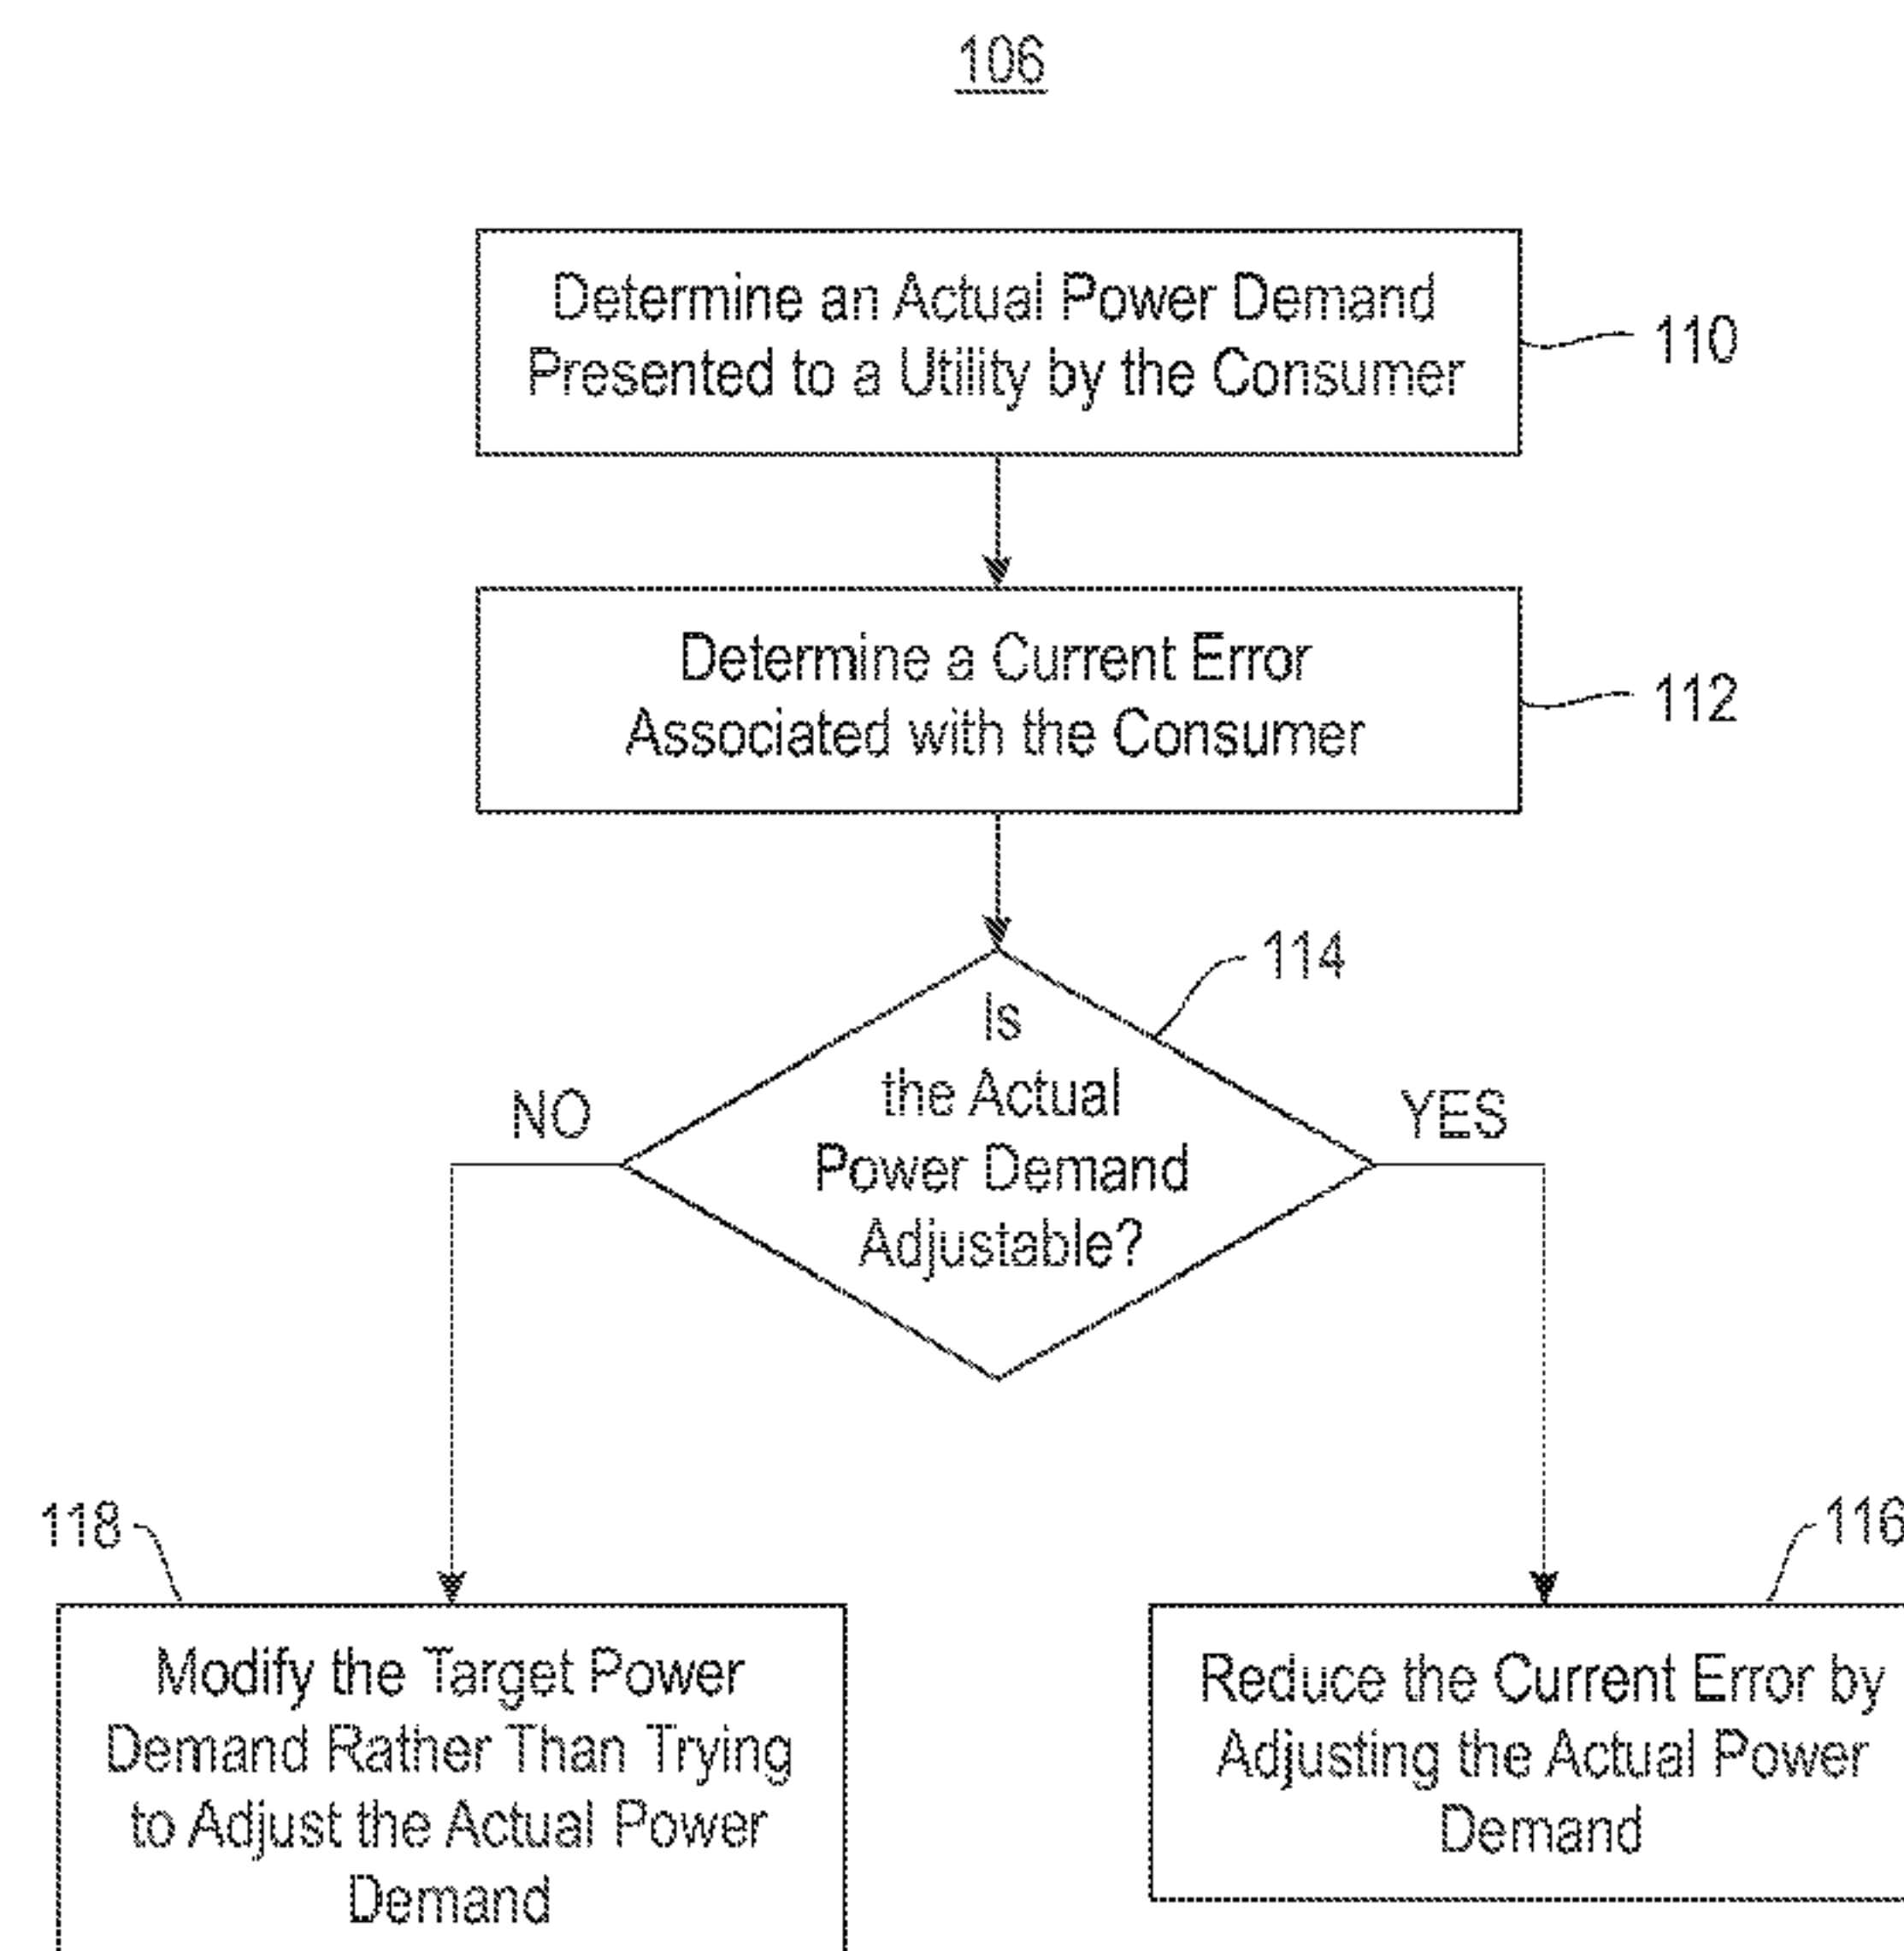 106
Determine an Actual Power Demand
Presented to a Utility by the Consumer
110
Determine a Current Error
Associated with the Consumer
112
114
Is
the Actual
Power Demand
Adjustable?
NO
YES
118
116
Modify the Target Power
Demand Rather Than Trying
to Adjust the Actual Power
Demand
Reduce the Current Error by
Adjusting the Actual Power
Demand